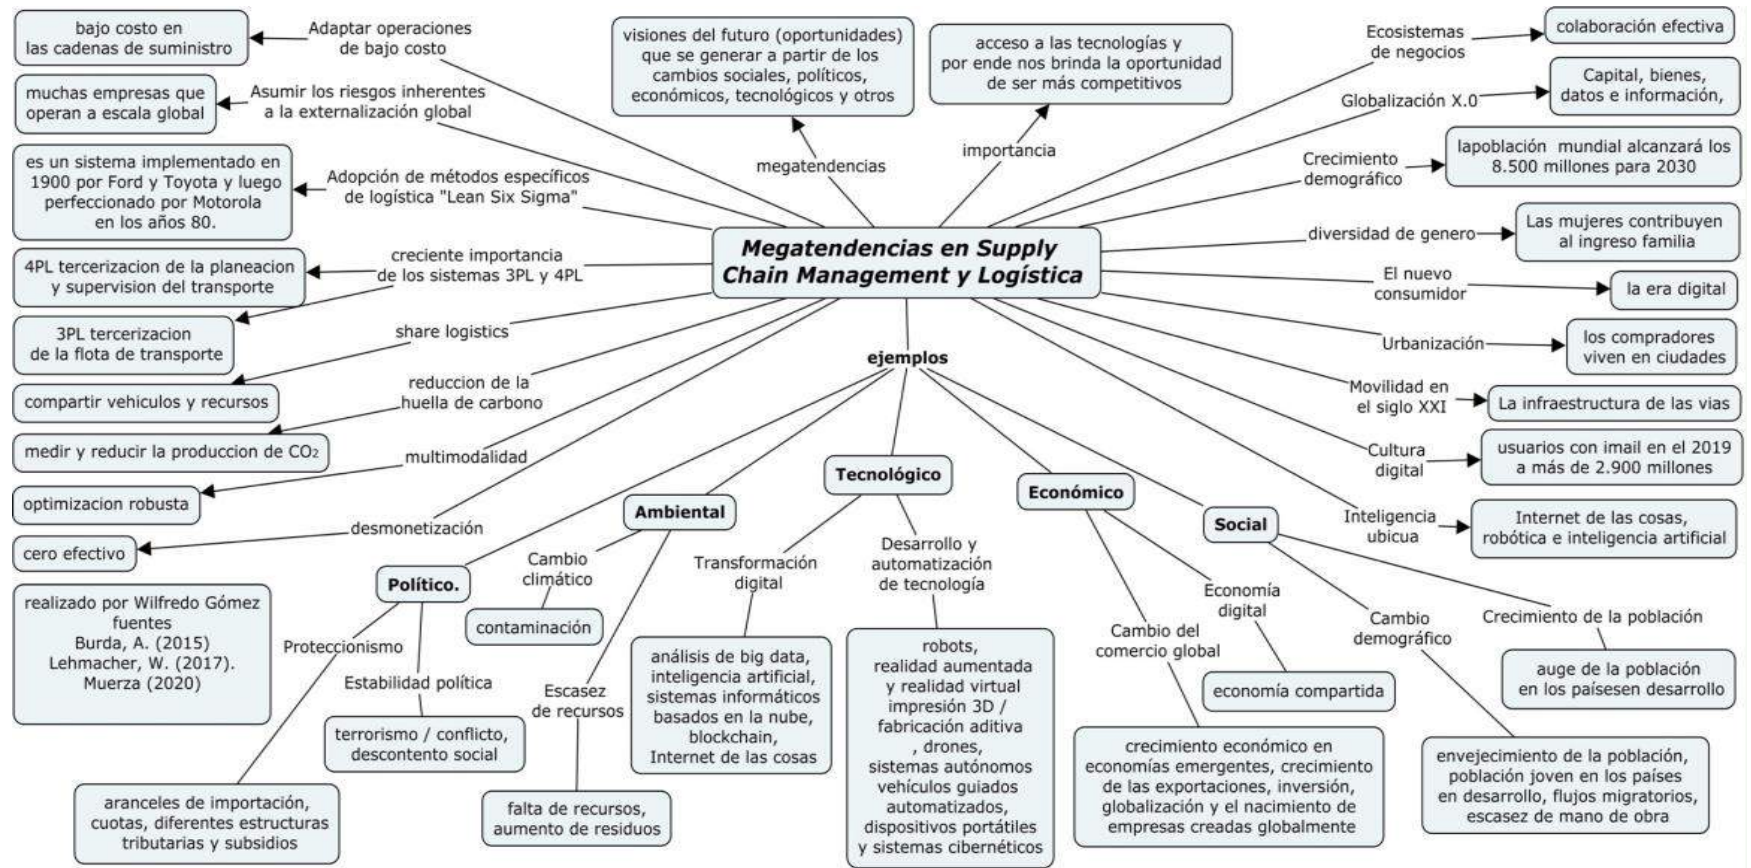 bajo costo en
las cadenas de suministro
Adaptar operaciones
de bajo costo
muchas empresas que
operan a escala global
Asumir los riesgos inherentes
a la externalización global
es un sistema implementado en
1900 por Ford y Toyota y luego
perfeccionado por Motorola
en los años 80.
Adopción de métodos específicos
de logística "Lean Six Sigma"
4PL tercerizacion de la planeacion
y supervision del transporte
creciente importancia
de los sistemas 3PL y 4PL
3PL tercerizacion
de la flota de transporte
share logistics
compartir vehiculos y recursos
reduccion de la
huella de carbono
medir y reducir la produccion de CO₂
multimodalidad
optimizacion robusta
desmonetización
cero efectivo
visiones del futuro (oportunidades)
que se generar a partir de los
cambios sociales, políticos,
económicos, tecnológicos y otros
megatendencias
acceso a las tecnologías y
por ende nos brinda la oportunidad
de ser más competitivos
importancia
Megatendencias en Supply
Chain Management y Logística
Ecosistemas
de negocios
colaboración efectiva
Globalización X.0
Capital, bienes,
datos e información,
Crecimiento
demográfico
lapoblación mundial alcanzará los
8.500 millones para 2030
diversidad de genero
Las mujeres contribuyen
al ingreso familia
El nuevo
consumidor
la era digital
Urbanización
los compradores
viven en ciudades
Movilidad en
el siglo XXI
La infraestructura de las vias
Cultura
digital
usuarios con imail en el 2019
a más de 2.900 millones
Inteligencia
ubicua
Internet de las cosas,
robótica e inteligencia artificial
ejemplos
Político.
Proteccionismo
aranceles de importación,
cuotas, diferentes estructuras
tributarias y subsidios
Estabilidad política
terrorismo / conflicto,
descontento social
Ambiental
Cambio
climático
contaminación
Escasez
de recursos
falta de recursos,
aumento de residuos
Tecnológico
Transformación
digital
análisis de big data,
inteligencia artificial,
sistemas informáticos
basados en la nube,
blockchain,
Internet de las cosas
Desarrollo y
automatización
de tecnología
robots,
realidad aumentada
y realidad virtual
impresión 3D /
fabricación aditiva
, drones,
sistemas autónomos
vehículos guiados
automatizados,
dispositivos portátiles
y sistemas cibernéticos
Económico
Cambio del
comercio global
crecimiento económico en
economías emergentes, crecimiento
de las exportaciones, inversión,
globalización y el nacimiento de
empresas creadas globalmente
Economía
digital
economía compartida
Social
Cambio
demográfico
envejecimiento de la población,
población joven en los países
en desarrollo, flujos migratorios,
escasez de mano de obra
Crecimiento de la población
auge de la población
en los paísesen desarrollo
realizado por Wilfredo Gómez
fuentes
Burda, A. (2015)
Lehmacher, W. (2017).
Muerza (2020)